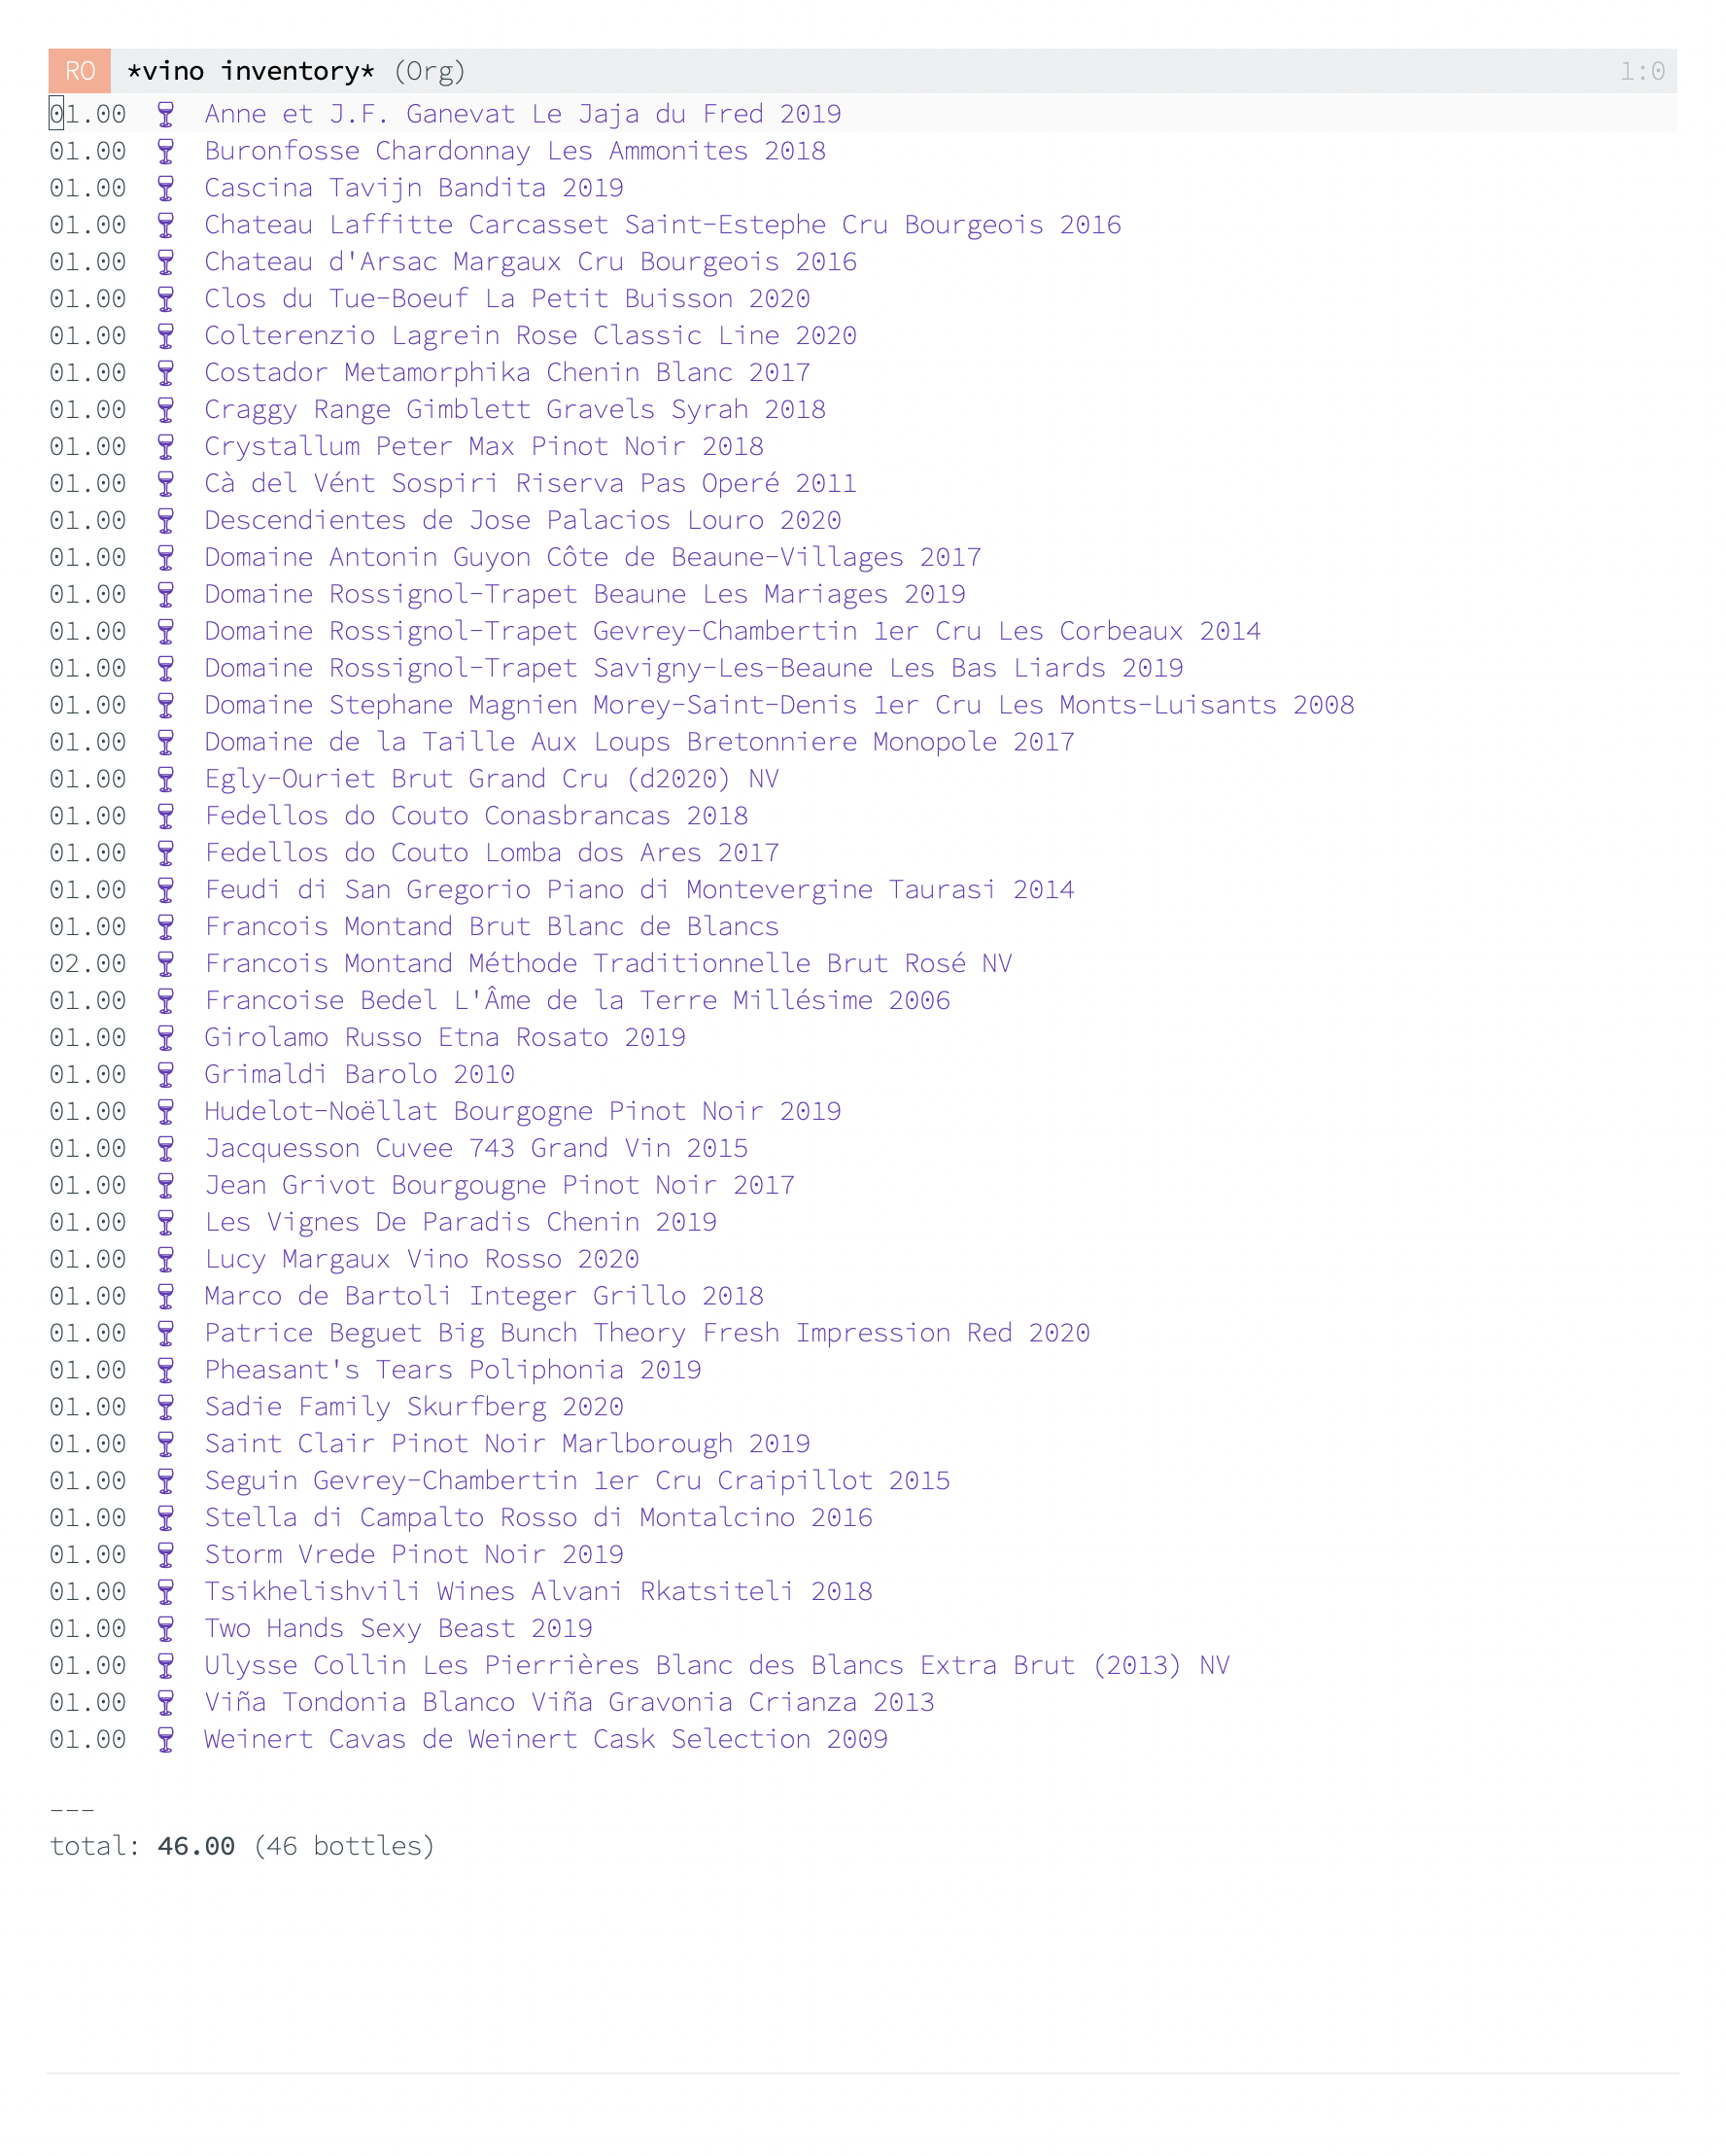 RO *vino inventory* (Org) 1:0
01.00 Anne et J.F. Ganevat Le Jaja du Fred 2019
01.00 Buronfosse Chardonnay Les Ammonites 2018
01.00 Cascina Tavijn Bandita 2019
01.00 Chateau Laffitte Carcasset Saint-Estephe Cru Bourgeois 2016
01.00 Chateau d'Arsac Margaux Cru Bourgeois 2016
01.00 Clos du Tue-Boeuf La Petit Buisson 2020
01.00 Colterenzio Lagrein Rose Classic Line 2020
01.00 Costador Metamorphika Chenin Blanc 2017
01.00 Craggy Range Gimblett Gravels Syrah 2018
01.00 Crystallum Peter Max Pinot Noir 2018
01.00 Cà del Vént Sospiri Riserva Pas Operé 2011
01.00 Descendientes de Jose Palacios Louro 2020
01.00 Domaine Antonin Guyon Côte de Beaune-Villages 2017
01.00 Domaine Rossignol-Trapet Beaune Les Mariages 2019
01.00 Domaine Rossignol-Trapet Gevrey-Chambertin 1er Cru Les Corbeaux 2014
01.00 Domaine Rossignol-Trapet Savigny-Les-Beaune Les Bas Liards 2019
01.00 Domaine Stephane Magnien Morey-Saint-Denis 1er Cru Les Monts-Luisants 2008
01.00 Domaine de la Taille Aux Loups Bretonniere Monopole 2017
01.00 Egly-Ouriet Brut Grand Cru (d2020) NV
01.00 Fedellos do Couto Conasbrancas 2018
01.00 Fedellos do Couto Lomba dos Ares 2017
01.00 Feudi di San Gregorio Piano di Montevergine Taurasi 2014
01.00 Francois Montand Brut Blanc de Blancs
02.00 Francois Montand Méthode Traditionnelle Brut Rosé NV
01.00 Francoise Bedel L'Âme de la Terre Millésime 2006
01.00 Girolamo Russo Etna Rosato 2019
01.00 Grimaldi Barolo 2010
01.00 Hudelot-Noëllat Bourgogne Pinot Noir 2019
01.00 Jacquesson Cuvee 743 Grand Vin 2015
01.00 Jean Grivot Bourgougne Pinot Noir 2017
01.00 Les Vignes De Paradis Chenin 2019
01.00 Lucy Margaux Vino Rosso 2020
01.00 Marco de Bartoli Integer Grillo 2018
01.00 Patrice Beguet Big Bunch Theory Fresh Impression Red 2020
01.00 Pheasant's Tears Poliphonia 2019
01.00 Sadie Family Skurfberg 2020
01.00 Saint Clair Pinot Noir Marlborough 2019
01.00 Seguin Gevrey-Chambertin 1er Cru Craipillot 2015
01.00 Stella di Campalto Rosso di Montalcino 2016
01.00 Storm Vrede Pinot Noir 2019
01.00 Tsikhelishvili Wines Alvani Rkatsiteli 2018
01.00 Two Hands Sexy Beast 2019
01.00 Ulysse Collin Les Pierrières Blanc des Blancs Extra Brut (2013) NV
01.00 Viña Tondonia Blanco Viña Gravonia Crianza 2013
01.00 Weinert Cavas de Weinert Cask Selection 2009
---
total: 46.00 (46 bottles)